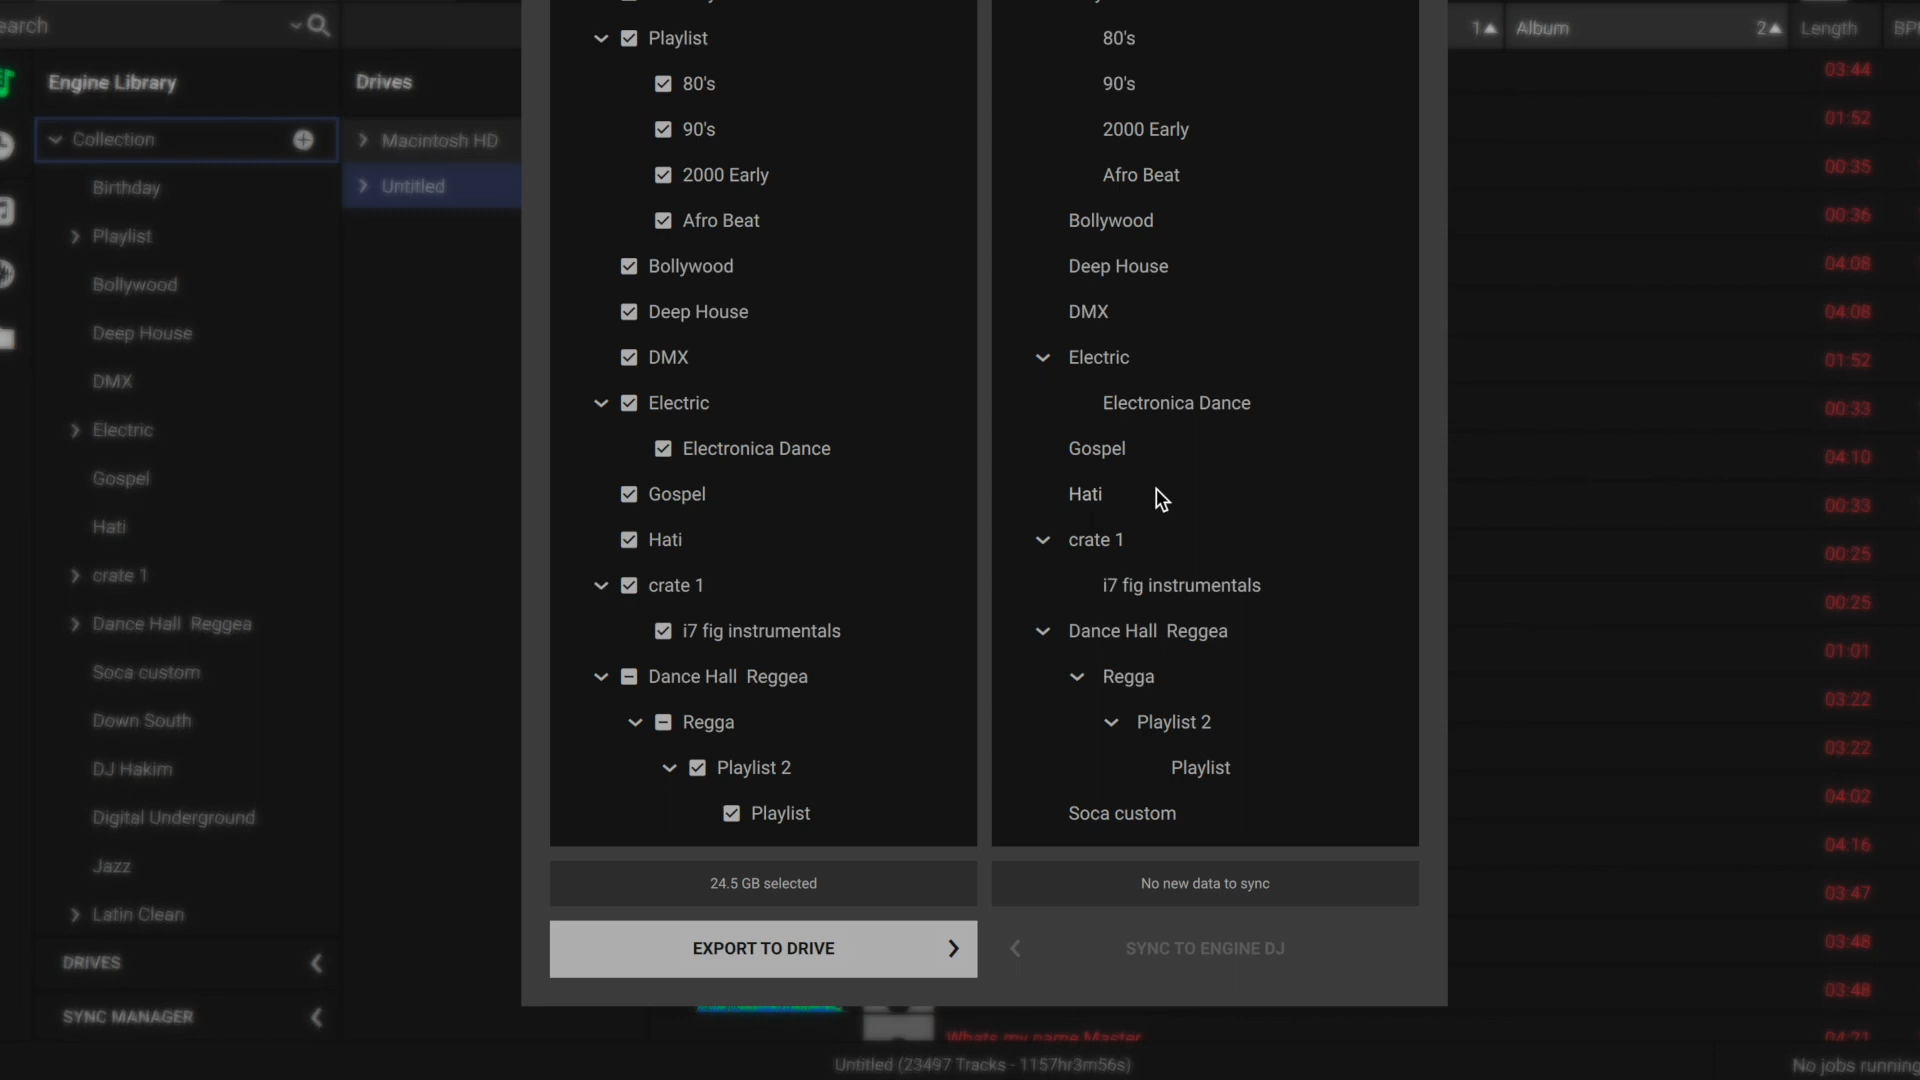 earch
Engine Library
Collection
Birthday
Playlist
Bollywood
Deep House
DMX
Electric
Gospel
Hati
crate 1
Dance Hall Reggea
Soca custom
Down South
DJ Hakim
Digital Underground
Jazz
Latin Clean
DRIVES
SYNC MANAGER
Drives
Macintosh HD
Untitled
Playlist
80's
90's
2000 Early
Afro Beat
Bollywood
Deep House
DMX
Electric
Electronica Dance
Gospel
Hati
crate 1
i7 fig instrumentals
Dance Hall Reggea
Regga
Playlist 2
Playlist
24.5 GB selected
EXPORT TO DRIVE
80's
90's
2000 Early
Afro Beat
Bollywood
Deep House
DMX
Electric
Electronica Dance
Gospel
Hati
crate 1
i7 fig instrumentals
Dance Hall Reggea
Regga
Playlist 2
Playlist
Soca custom
No new data to sync
SYNC TO ENGINE DJ
1 Album 2 Length BP
03:44
01:52
00:35
00:36
04:08
04:08
01:52
00:33
04:10
00:33
00:25
00:25
01:01
03:22
03:22
04:02
04:16
03:47
03:48
03:48
04:21
Whats my name Master
Untitled (23497 Tracks - 1157hr3m56s)
No jobs running